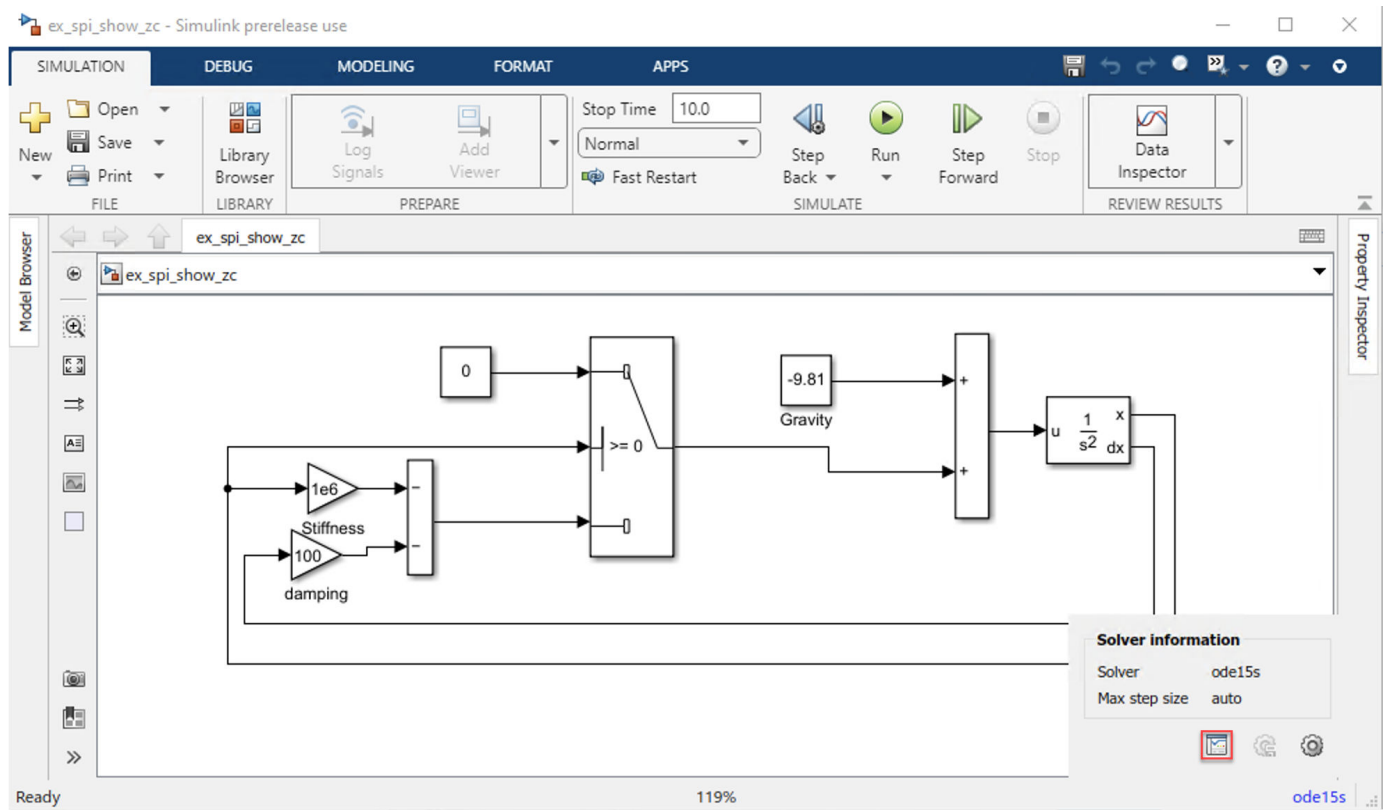 ex_spi_show_zc - Simulink prerelease use
SIMULATION DEBUG MODELING FORMAT APPS
New
Open
Save
Print
FILE
Library
Browser
LIBRARY
Log
Signals
Add
Viewer
PREPARE
Stop Time 10.0
Normal
Fast Restart
Step
Back
Run
Step
Forward
Stop
SIMULATE
Data
Inspector
REVIEW RESULTS
Model Browser
ex_spi_show_zc
ex_spi_show_zc
Property Inspector
0
>= 0
-9.81
Gravity
+
+
u
1
s2
x
dx
1e6
Stiffness
100
damping
−
−
Solver information
Solver ode15s
Max step size auto
Ready 119% ode15s